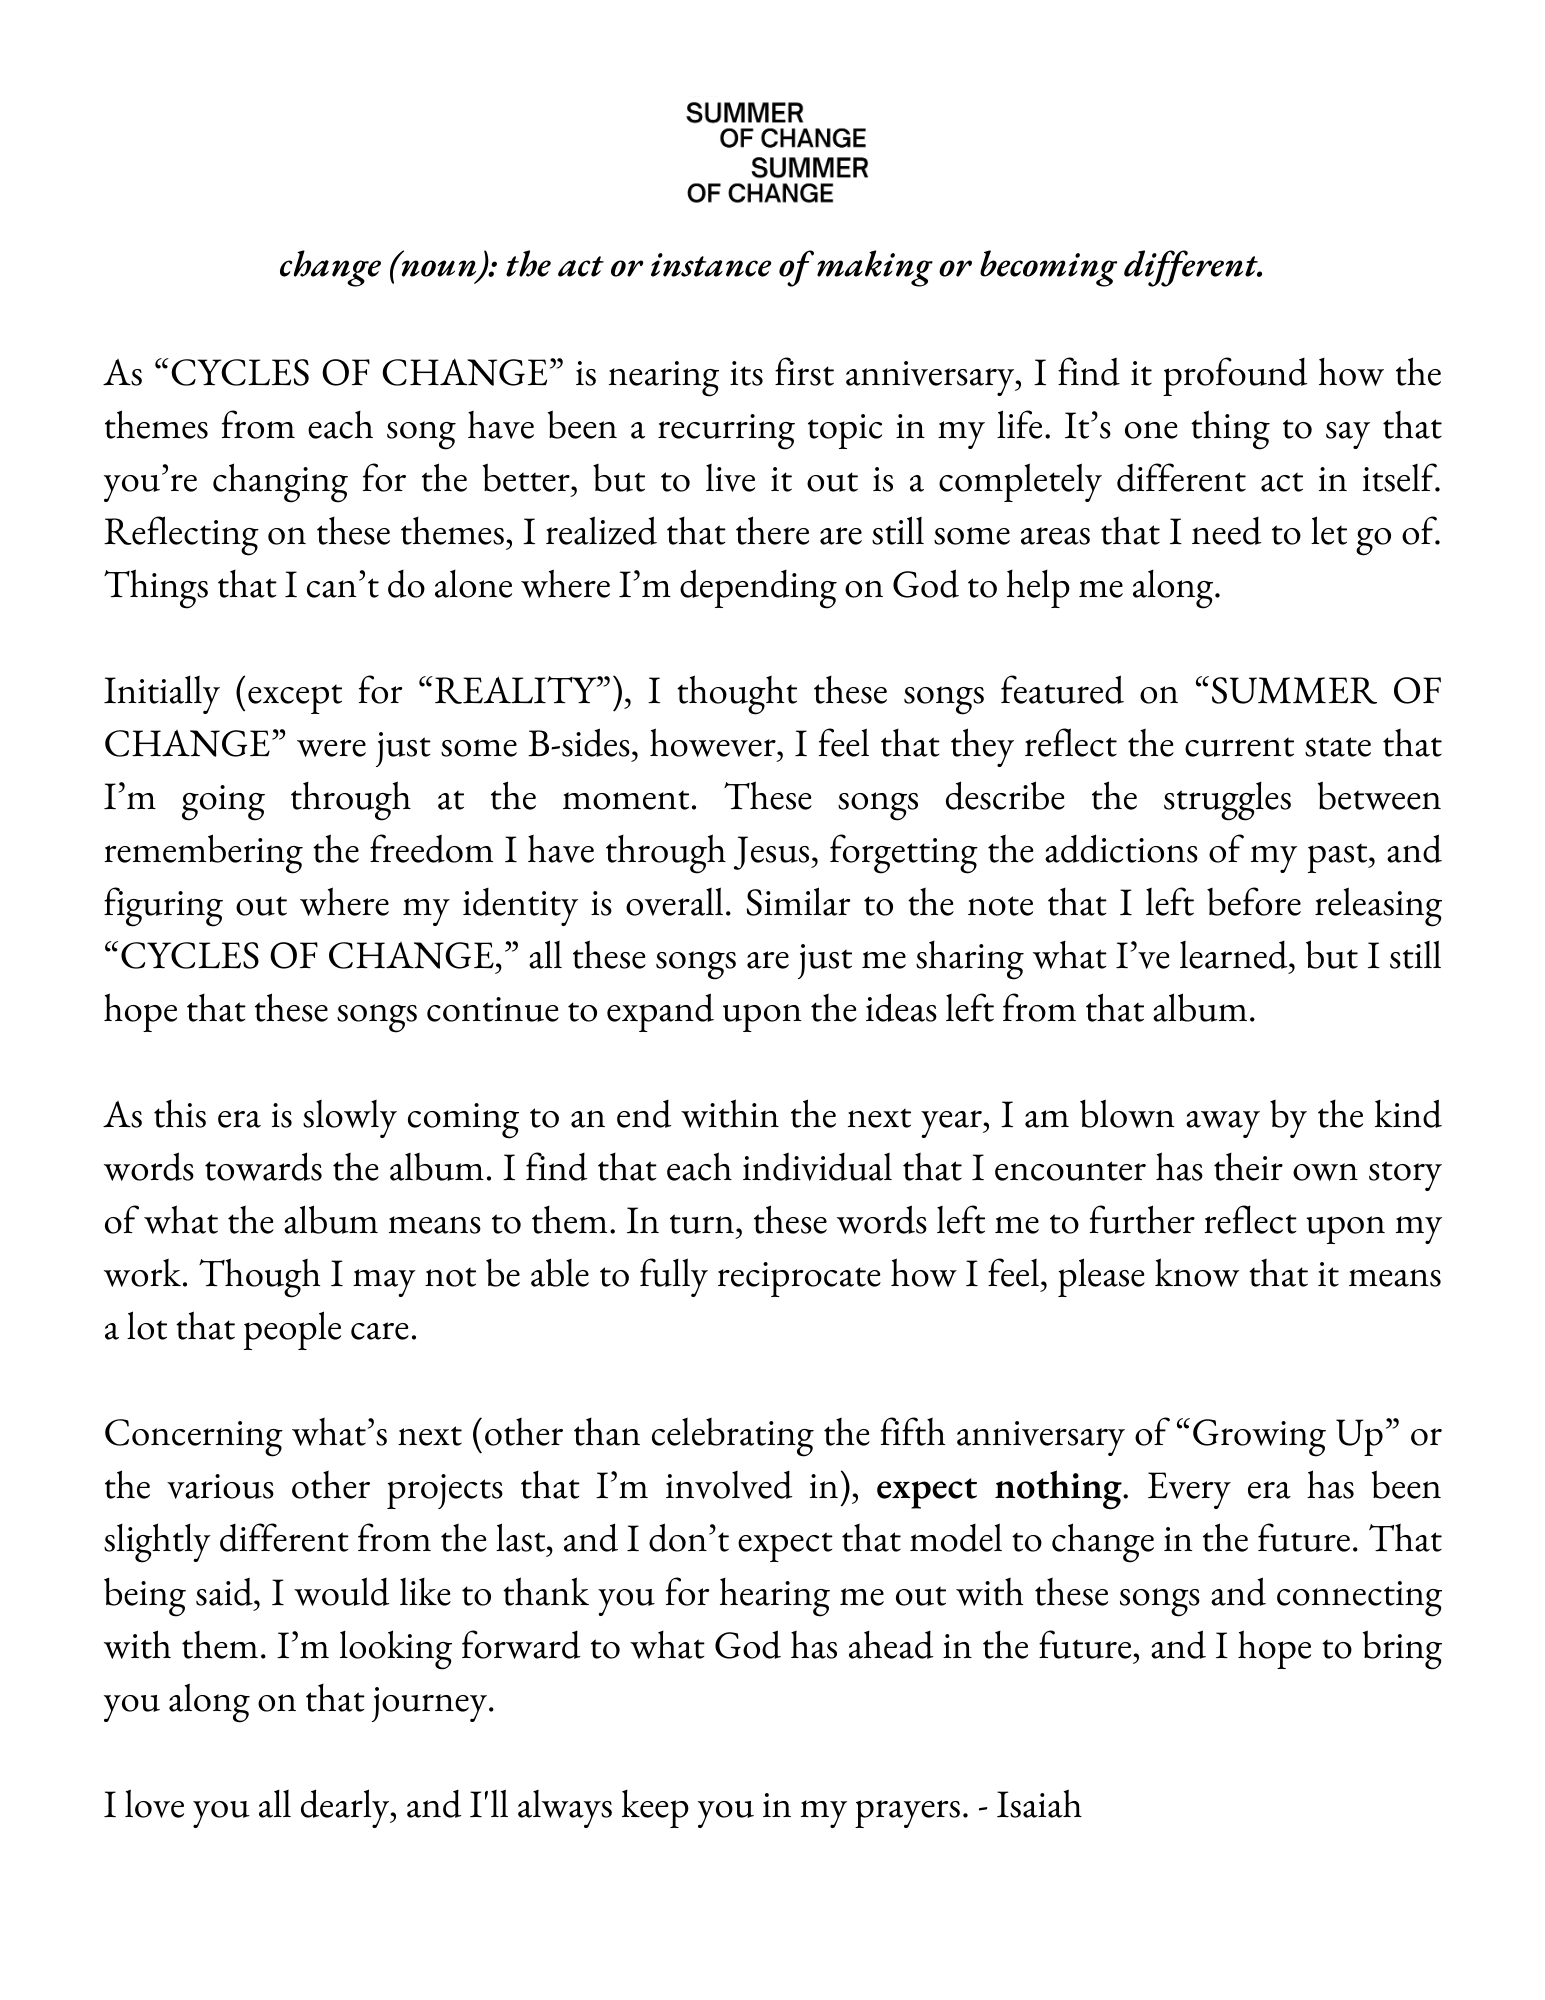 SUMMER
OF CHANGE
SUMMER
OF CHANGE
change (noun): the act or instance of making or becoming different.
As “CYCLES OF CHANGE” is nearing its first anniversary, I find it profound how the
themes from each song have been a recurring topic in my life. It’s one thing to say that
you’re changing for the better, but to live it out is a completely different act in itself.
Reflecting on these themes, I realized that there are still some areas that I need to let go of.
Things that I can’t do alone where I’m depending on God to help me along.
Initially (except for “REALITY”), I thought these songs featured on “SUMMER OF
CHANGE” were just some B-sides, however, I feel that they reflect the current state that
I’m going through at the moment. These songs describe the struggles between
remembering the freedom I have through Jesus, forgetting the addictions of my past, and
figuring out where my identity is overall. Similar to the note that I left before releasing
“CYCLES OF CHANGE,” all these songs are just me sharing what I’ve learned, but I still
hope that these songs continue to expand upon the ideas left from that album.
As this era is slowly coming to an end within the next year, I am blown away by the kind
words towards the album. I find that each individual that I encounter has their own story
of what the album means to them. In turn, these words left me to further reflect upon my
work. Though I may not be able to fully reciprocate how I feel, please know that it means
a lot that people care.
Concerning what’s next (other than celebrating the fifth anniversary of “Growing Up” or
the various other projects that I’m involved in), expect nothing. Every era has been
slightly different from the last, and I don’t expect that model to change in the future. That
being said, I would like to thank you for hearing me out with these songs and connecting
with them. I’m looking forward to what God has ahead in the future, and I hope to bring
you along on that journey.
I love you all dearly, and I'll always keep you in my prayers. - Isaiah